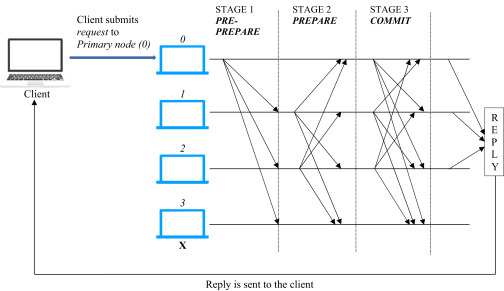 Client submits
request to
Primary node (0)
Client
0
1
2
3
X
STAGE 1
PRE-
PREPARE
STAGE 2
PREPARE
STAGE 3
COMMIT
R
E
P
L
Y
Reply is sent to the client